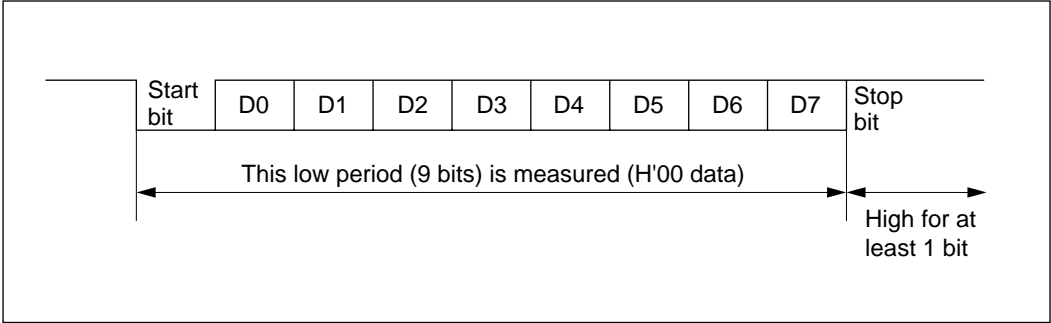 Start
bit
D0 D1 D2 D3 D4 D5 D6 D7
Stop
bit
This low period (9 bits) is measured (H'00 data)
High for at
least 1 bit